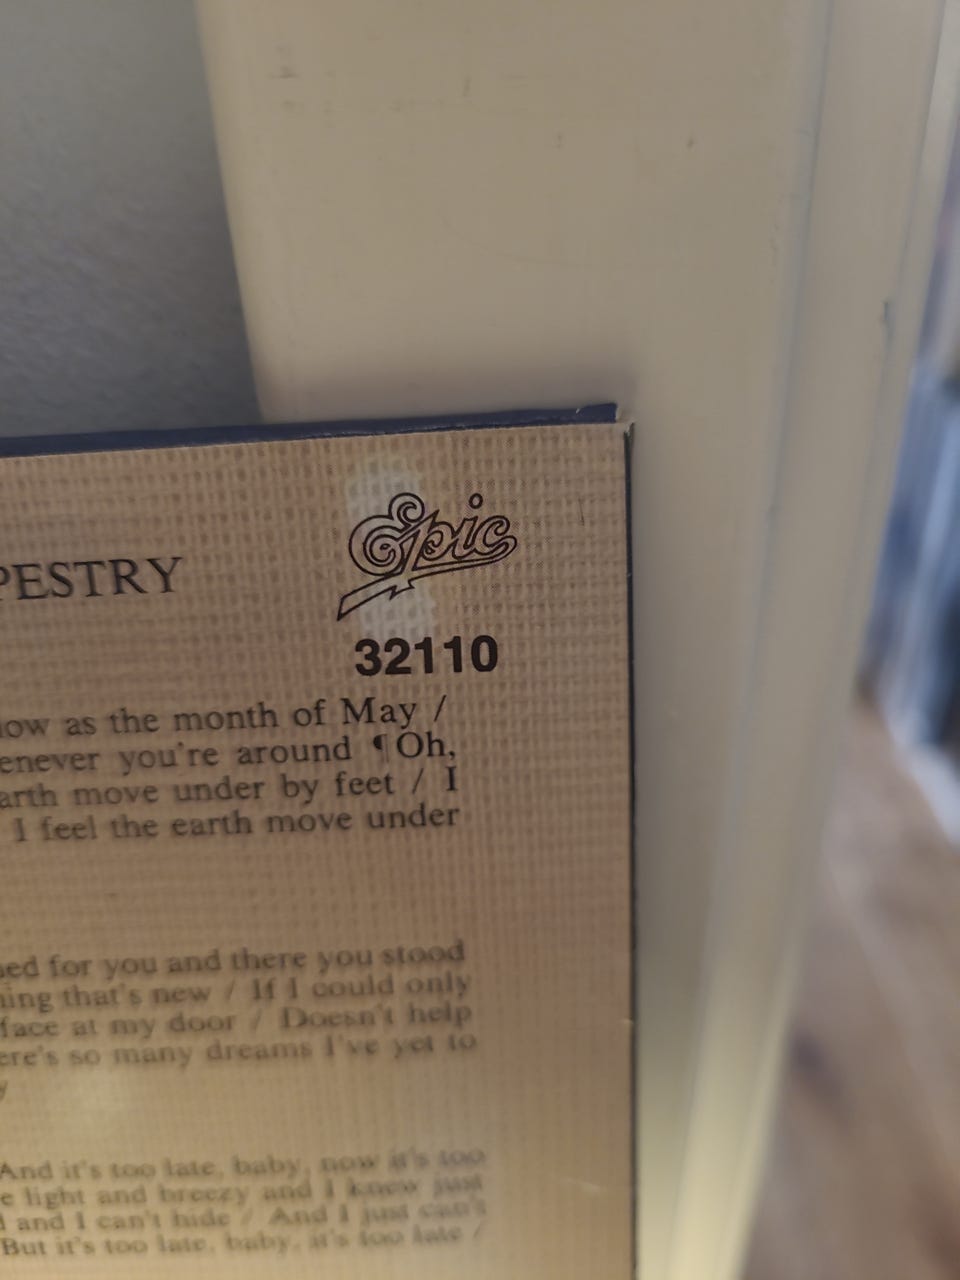 Epic
PESTRY
32110
low as the month of May /
enever you're around ¶ Oh,
arth move under by feet / I
I feel the earth move under
ned for you and there you stood
hing that's new / If I could only
face at my door / Doesn't help
ere's so many dreams I've yet to
y
And it's too late, baby, now it's too
e light and breezy and I knew just
d and I can't hide / And I just can't
But it's too late, baby, it's too late /